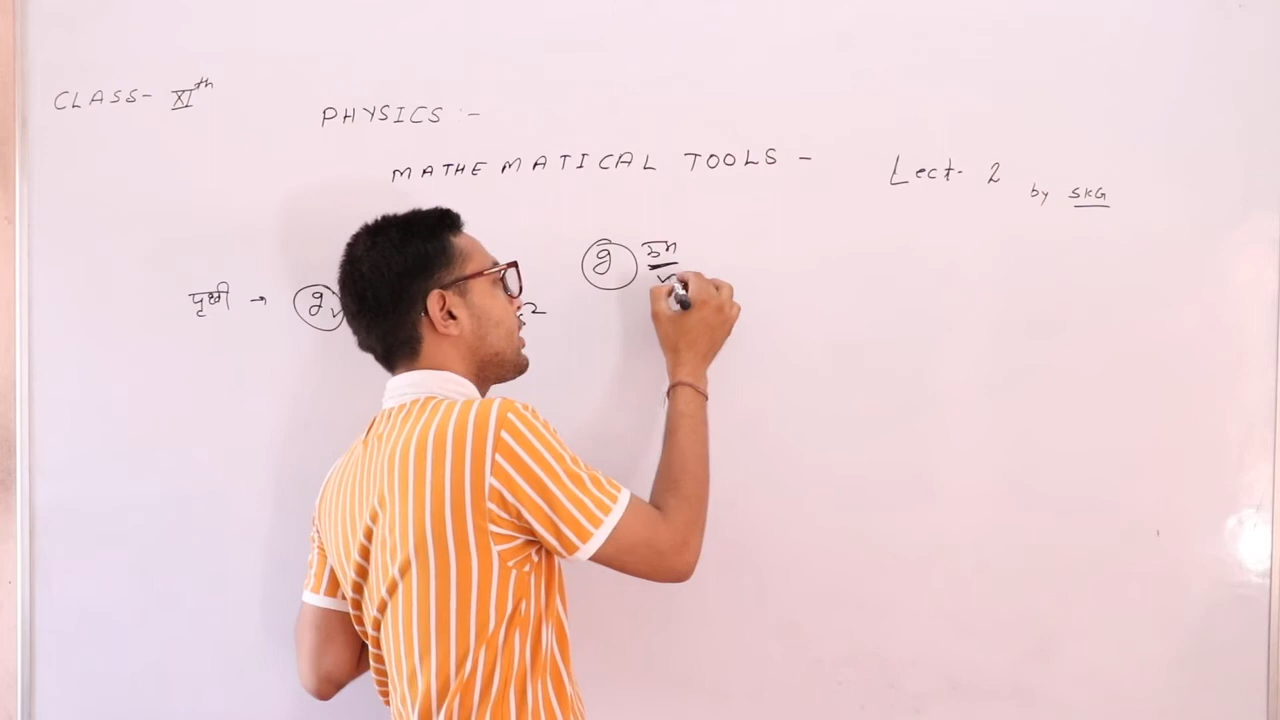 CLASS- XIth
PHYSICS :-
MATHEMATICAL TOOLS -
Lect- 2
by SKG
पृथ्वी → g
g